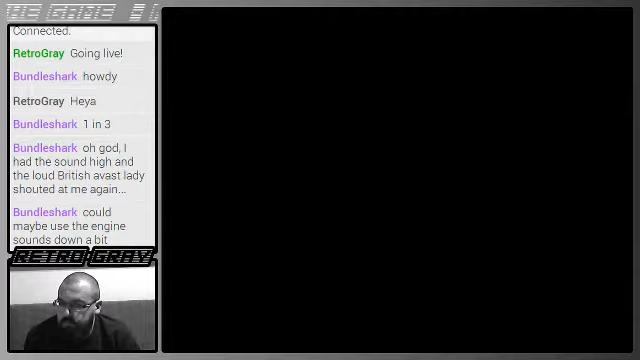 Connected.
RetroGray Going live!
Bundleshark howdy
RetroGray Heya
Bundleshark 1 in 3
Bundleshark oh god, I
had the sound high and
the loud British avast lady
shouted at me again...
Bundleshark could
maybe use the engine
sounds down a bit
RETRO GRAY